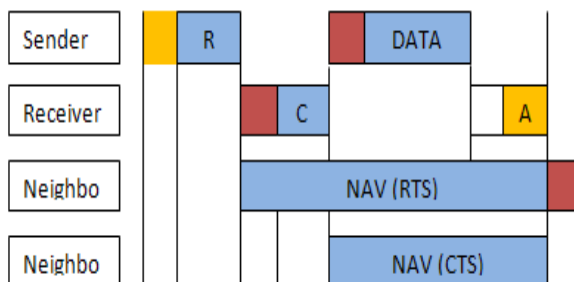 Sender R DATA
Receiver C A
Neighbo NAV (RTS)
Neighbo NAV (CTS)